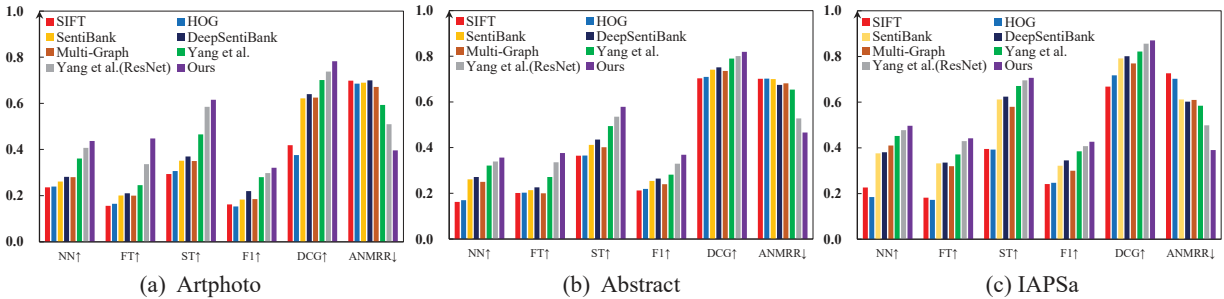 1.0
0.8
0.6
0.4
0.2
0.0
SIFT HOG
SentiBank DeepSentiBank
Multi-Graph Yang et al.
Yang et al.(ResNet) Ours
NN↑ FT↑ ST↑ F1↑ DCG↑ ANMRR↓
(a) Artphoto
1.0
0.8
0.6
0.4
0.2
0.0
SIFT HOG
SentiBank DeepSentiBank
Multi-Graph Yang et al.
Yang et al.(ResNet) Ours
NN↑ FT↑ ST↑ F1↑ DCG↑ ANMRR↓
(b) Abstract
1.0
0.8
0.6
0.4
0.2
0.0
SIFT HOG
SentiBank DeepSentiBank
Multi-Graph Yang et al.
Yang et al.(ResNet) Ours
NN↑ FT↑ ST↑ F1↑ DCG↑ ANMRR↓
(c) IAPSa